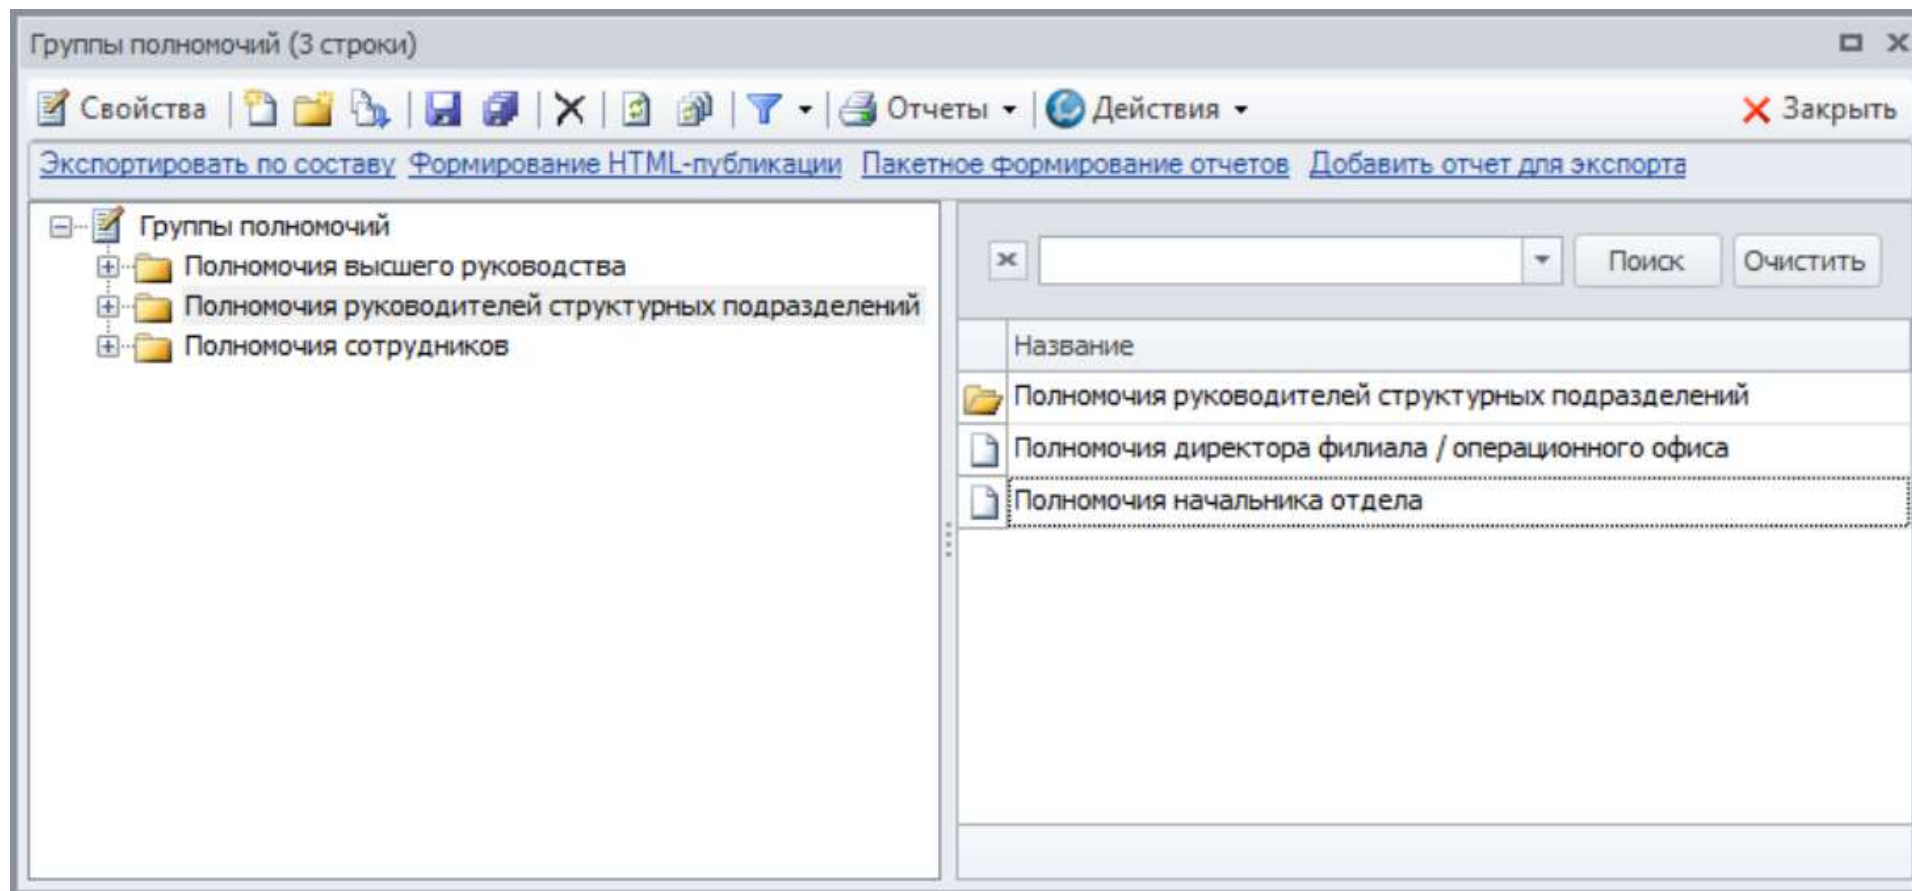 Группы полномочий (3 строки)
Свойства Отчеты Действия Закрыть
Экспортировать по составу Формирование HTML-публикации Пакетное формирование отчетов Добавить отчет для экспорта
Группы полномочий
Полномочия высшего руководства
Полномочия руководителей структурных подразделений
Полномочия сотрудников
Поиск Очистить
Название
Полномочия руководителей структурных подразделений
Полномочия директора филиала / операционного офиса
Полномочия начальника отдела